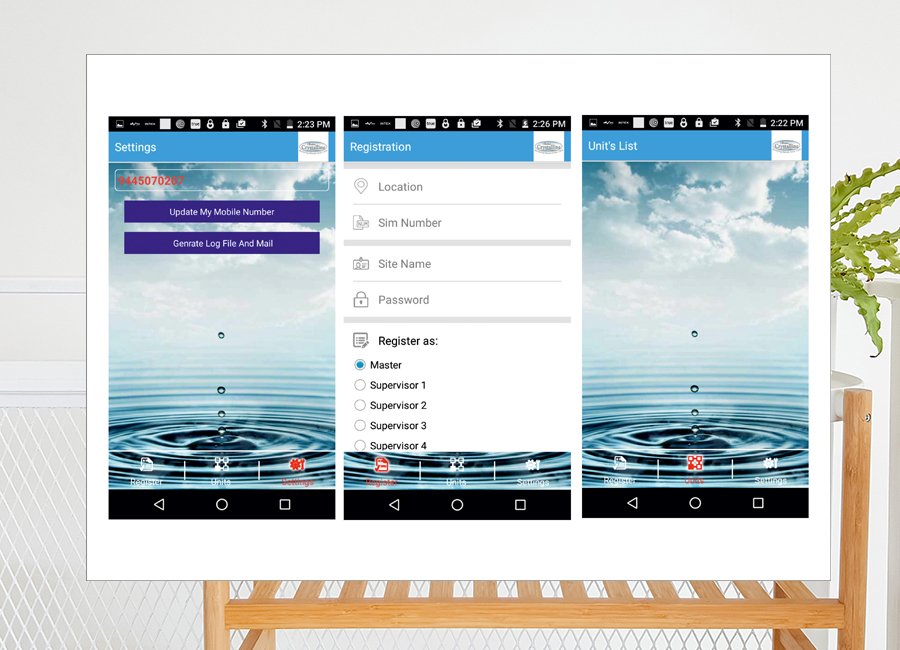 2:23 PM
Settings
Crystalline
9445070207
Update My Mobile Number
Genrate Log File And Mail
Register
Units
Settings
2:26 PM
Registration
Crystalline
Location
Sim Number
Site Name
Password
Register as:
Master
Supervisor 1
Supervisor 2
Supervisor 3
Supervisor 4
Register
Units
Settings
2:22 PM
Unit's List
Crystalline
Register
Units
Settings